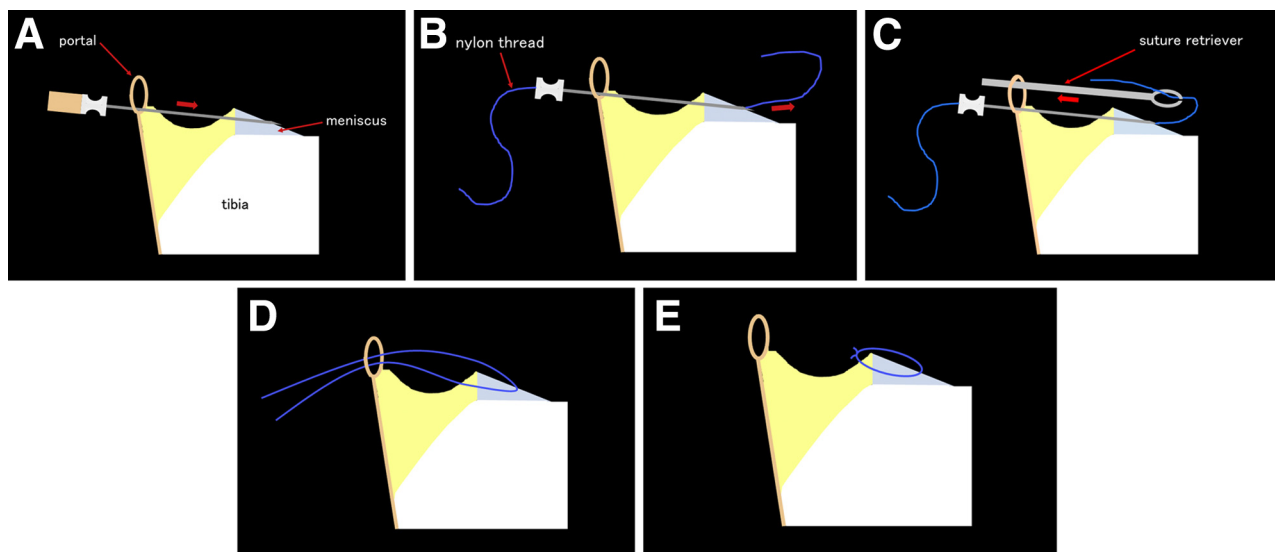 A
portal
meniscus
tibia
B
nylon thread
C
suture retriever
D
E